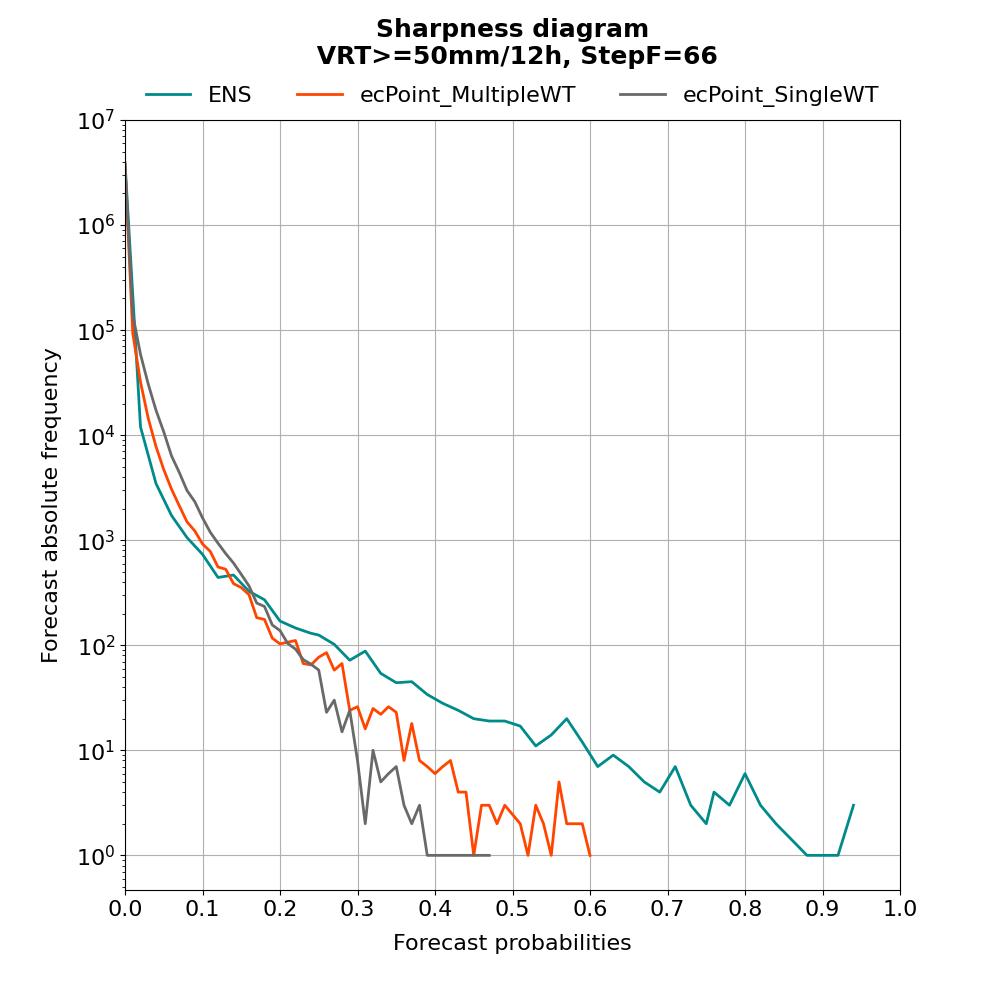 Sharpness diagram
VRT>=50mm/12h, StepF=66
ENS ecPoint_MultipleWT ecPoint_SingleWT
10⁷
10⁶
10⁵
10⁴
10³
10²
10¹
10⁰
Forecast absolute frequency
0.0 0.1 0.2 0.3 0.4 0.5 0.6 0.7 0.8 0.9 1.0
Forecast probabilities